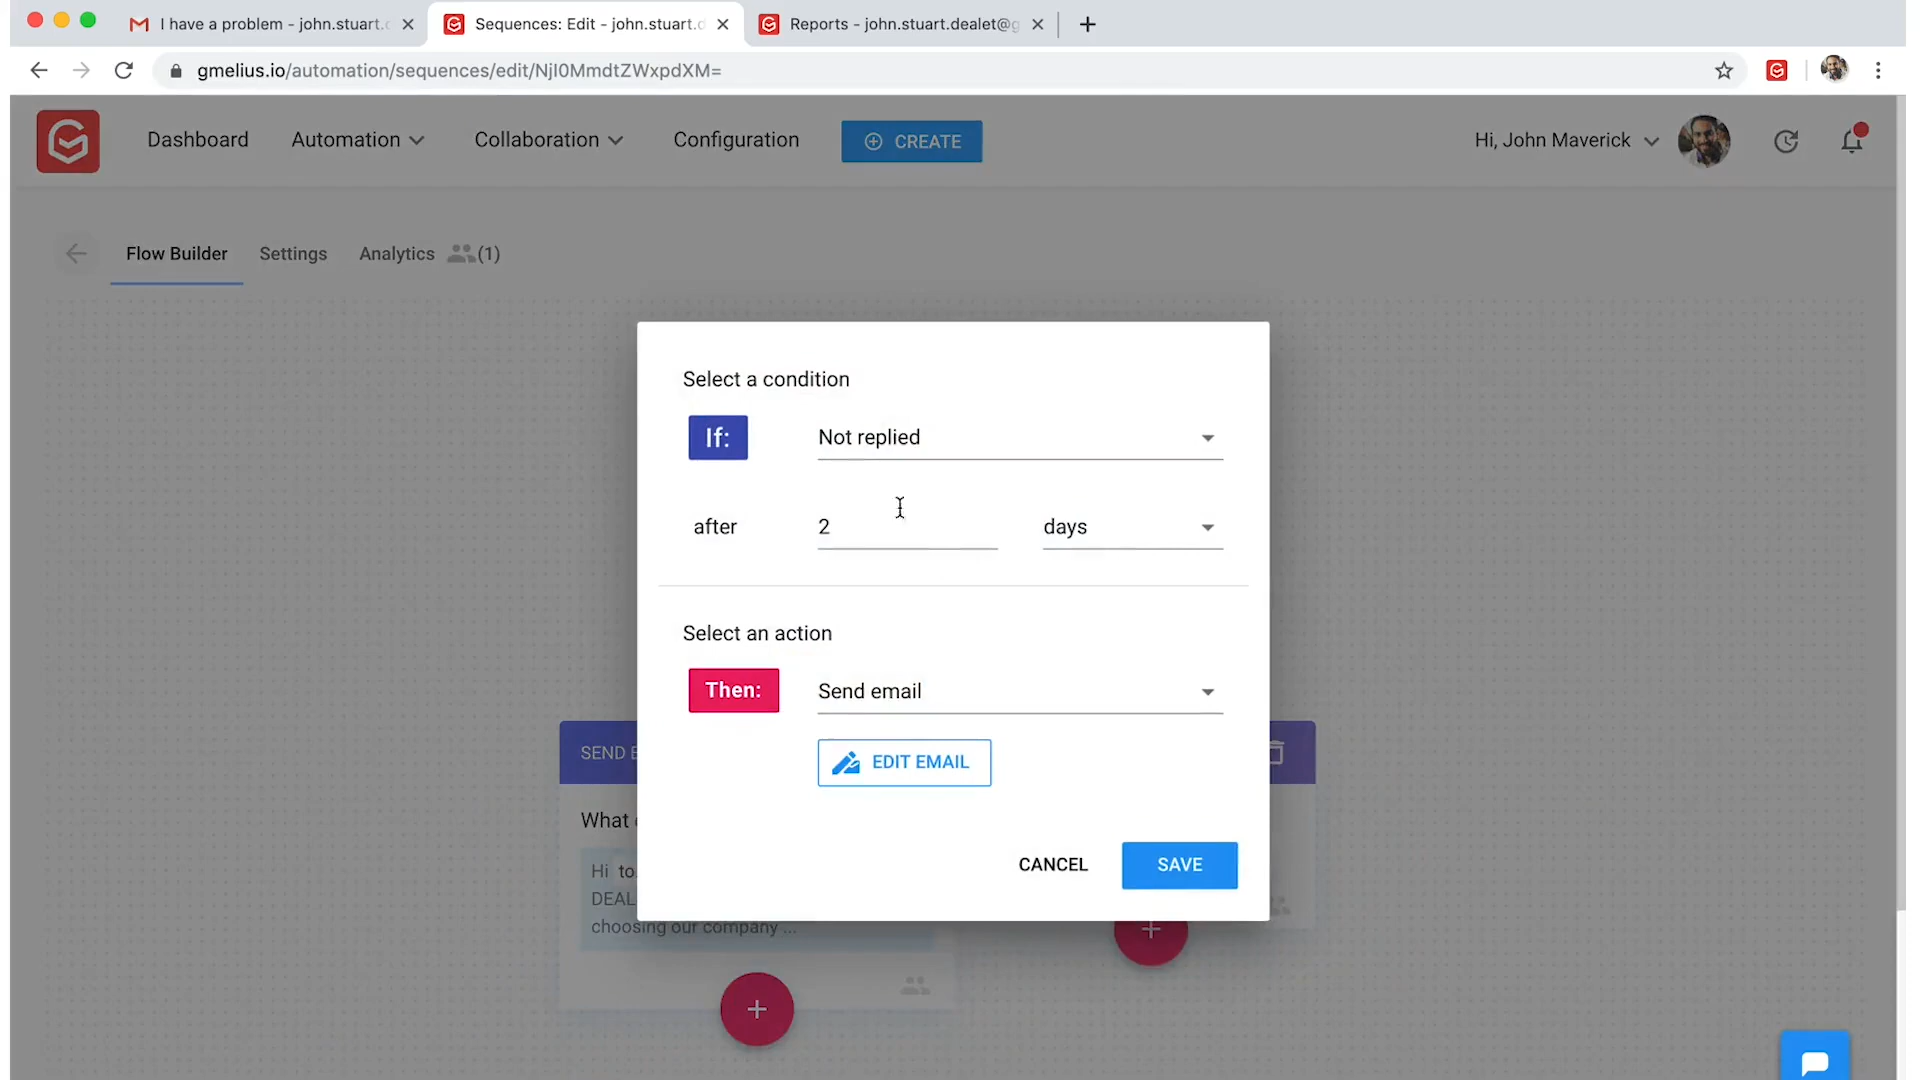 I have a problem - john.stuart.
Sequences: Edit - john.stuart.d
Reports - john.stuart.dealet@g
gmelius.io/automation/sequences/edit/NjI0MmdtZWxpdXM=
Dashboard
Automation
Collaboration
Configuration
CREATE
Hi, John Maverick
Flow Builder
Settings
Analytics
(1)
Select a condition
If:
Not replied
after
2
days
Select an action
Then:
Send email
SEND E
EDIT EMAIL
What
Hi to.
DEAL
choosing our company ...
CANCEL
SAVE